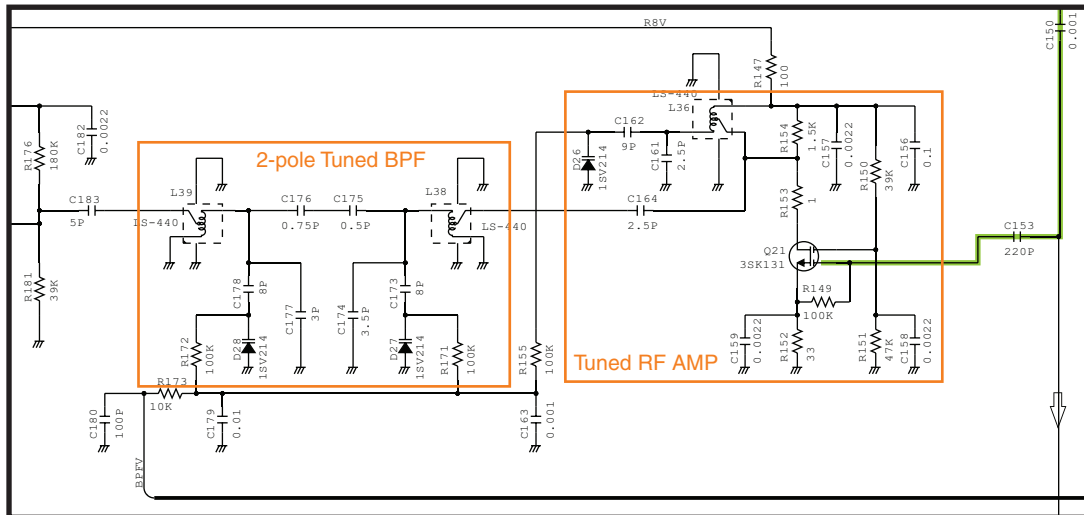 R8V
C150
0.001
R147
100
LS-440
L36
C182
0.0022
R176
180K
C162
9P
C161
2.5P
D26
1SV214
R154
1.5K
C157
0.0022
R150
39K
C156
0.1
2-pole Tuned BPF
L39
LS-440
C183
5P
C176
0.75P
C175
0.5P
L38
LS-440
C164
2.5P
R153
1
C153
220P
Q21
3SK131
R181
39K
C178
8P
C177
3P
C174
3.5P
C173
8P
R149
100K
R172
100K
D28
1SV214
D27
1SV214
R171
100K
R155
100K
Tuned RF AMP
C159
0.0022
R152
33
R151
47K
C158
0.0022
R173
10K
C180
100P
C179
0.01
C163
0.001
BPFV